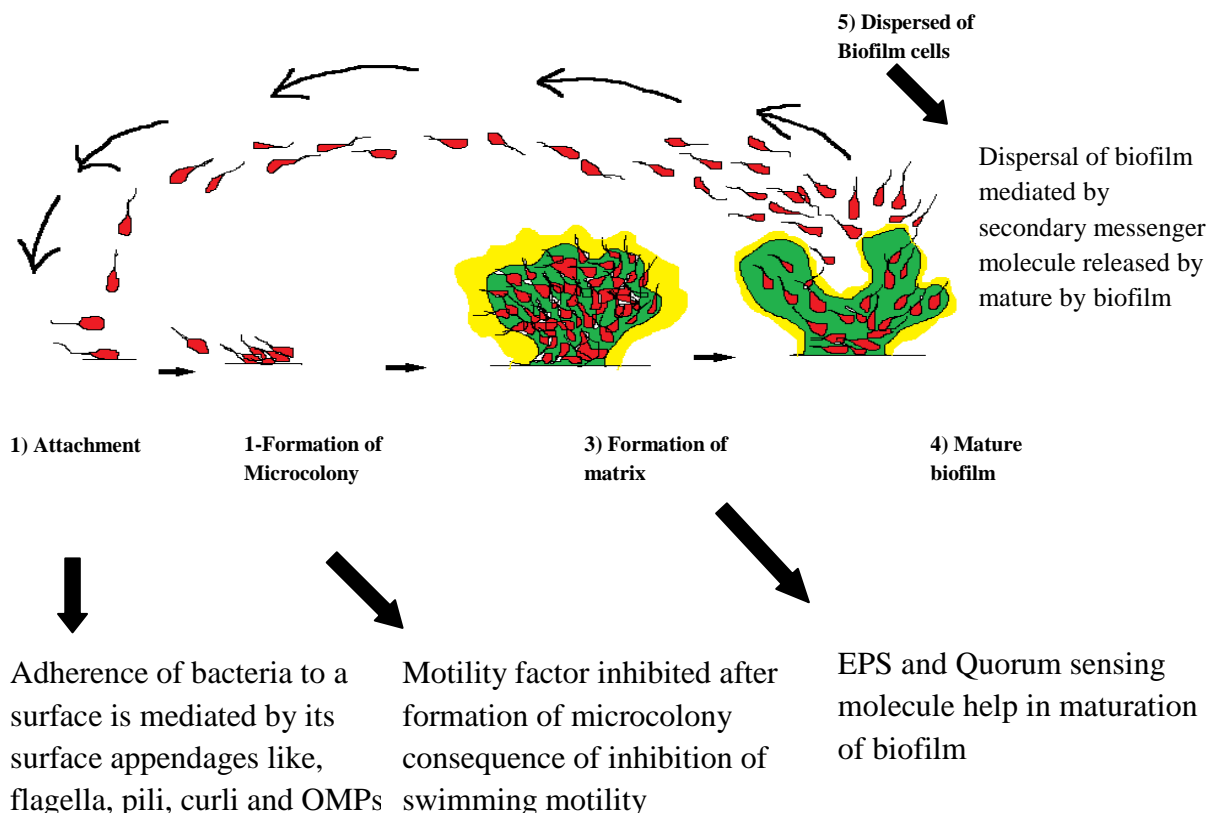 5) Dispersed of
Biofilm cells
Dispersal of biofilm
mediated by
secondary messenger
molecule released by
mature by biofilm
1) Attachment
1-Formation of
Microcolony
3) Formation of
matrix
4) Mature
biofilm
Adherence of bacteria to a
surface is mediated by its
surface appendages like,
flagella, pili, curli and OMPs
Motility factor inhibited after
formation of microcolony
consequence of inhibition of
swimming motility
EPS and Quorum sensing
molecule help in maturation
of biofilm